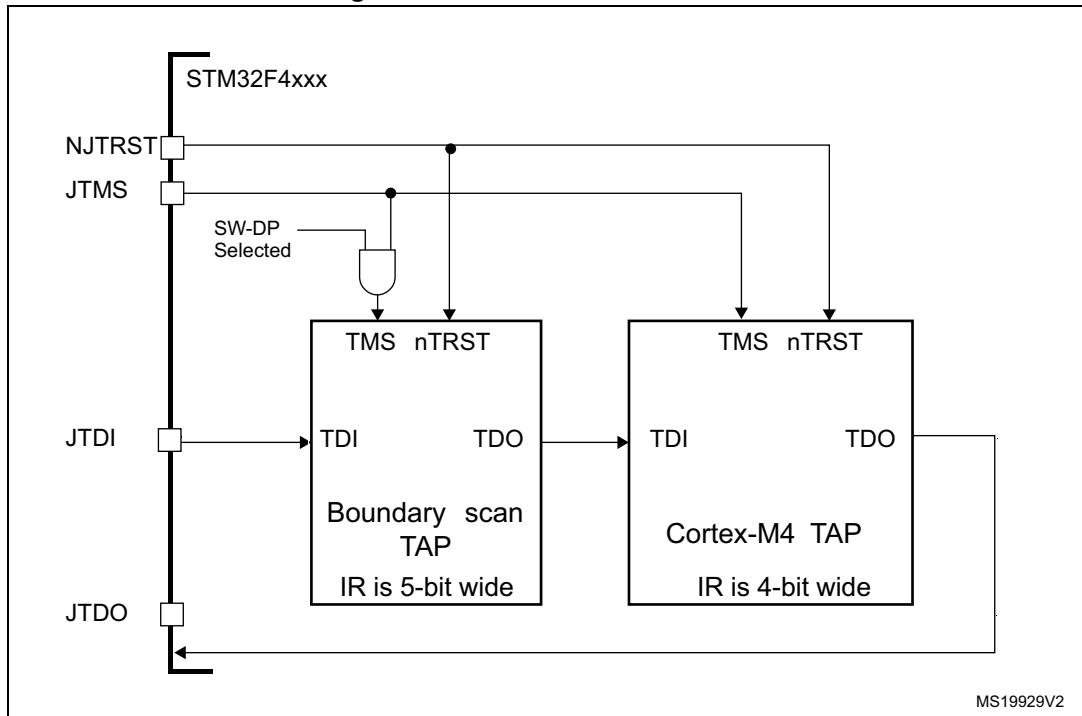 STM32F4xxx
NJTRST
JTMS
SW-DP
Selected
TMS nTRST
TMS nTRST
JTDI
TDI
TDO
TDI
TDO
Boundary scan
TAP
Cortex-M4 TAP
IR is 5-bit wide
IR is 4-bit wide
JTDO
MS19929V2